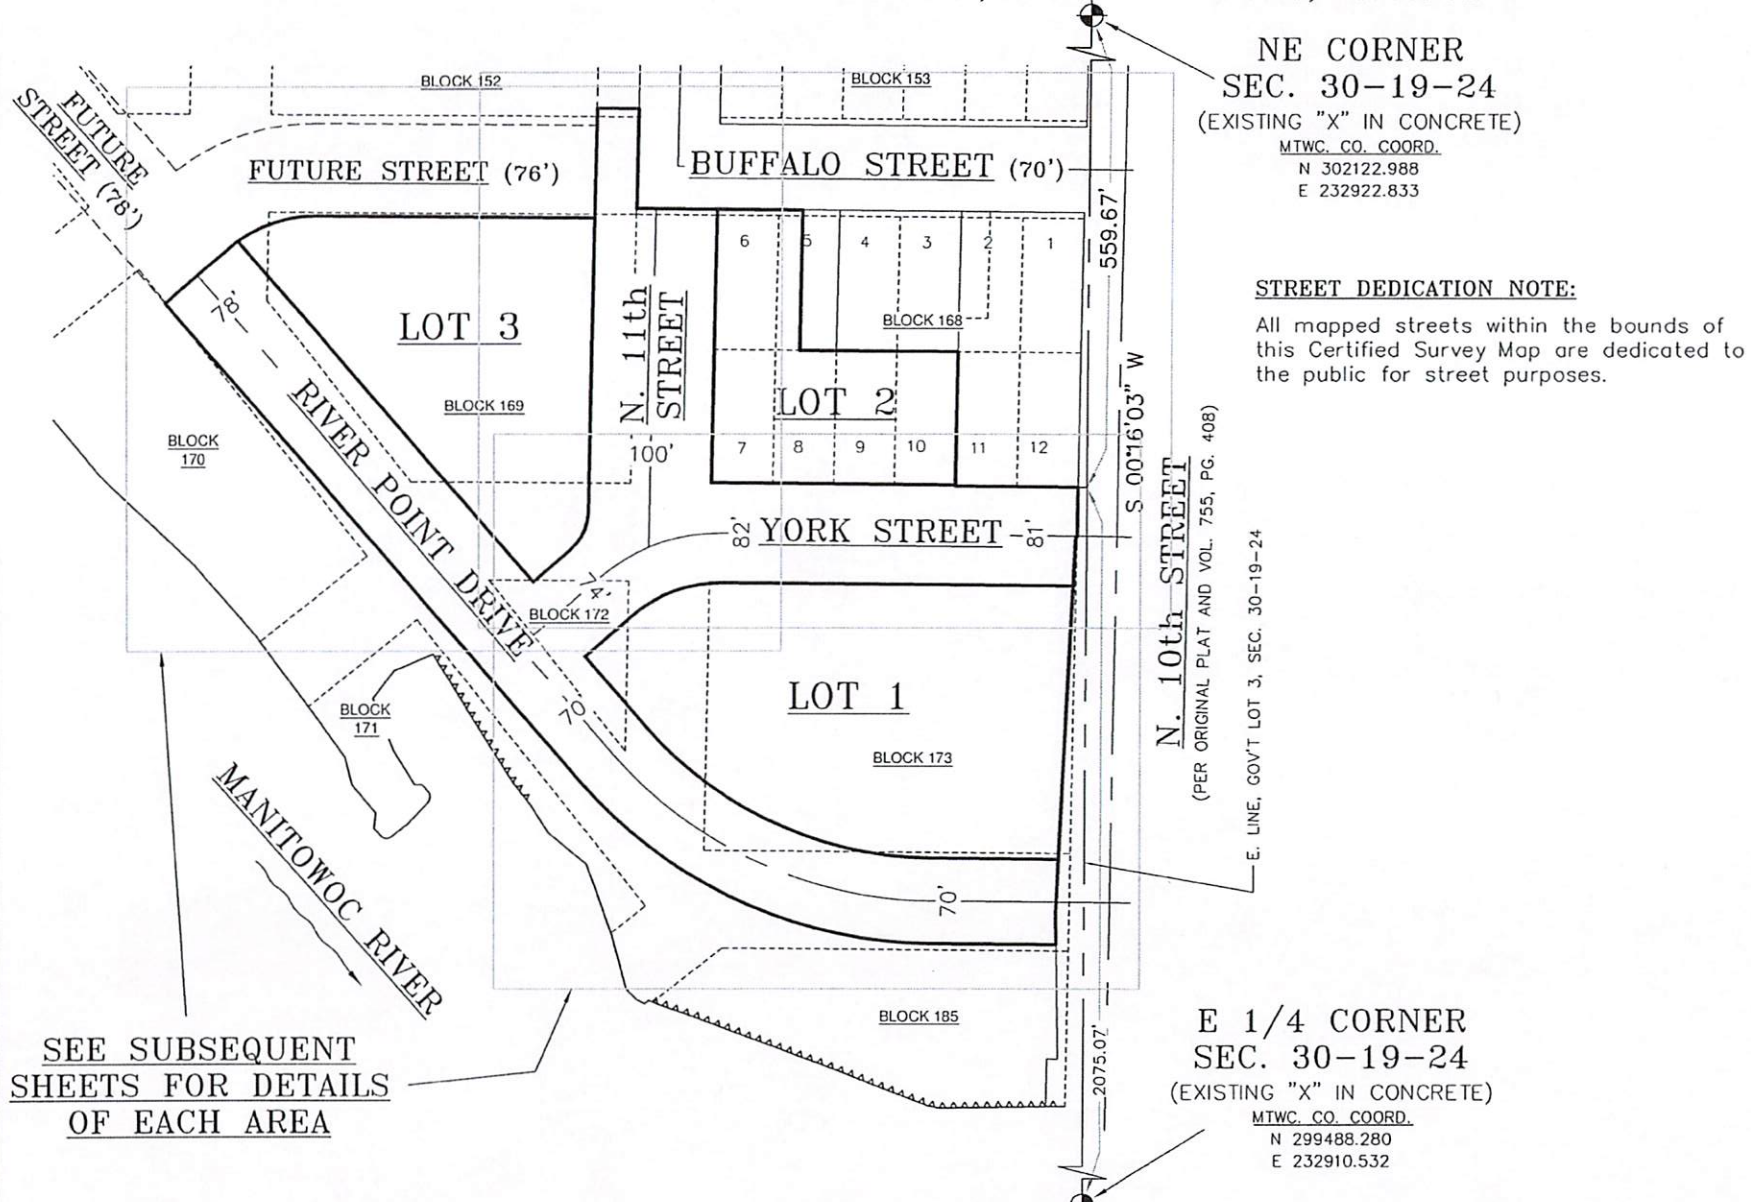 NE CORNER
SEC. 30-19-24
(EXISTING "X" IN CONCRETE)
MTWC. CO. COORD.
N 302122.988
E 232922.833
BLOCK 152
BLOCK 153
FUTURE
STREET (78')
FUTURE STREET (76')
BUFFALO STREET (70')
559.67'
STREET DEDICATION NOTE:
All mapped streets within the bounds of
this Certified Survey Map are dedicated to
the public for street purposes.
6
5
4
3
2
1
BLOCK 168
78'
LOT 3
BLOCK 169
N. 11th
STREET
100'
LOT 2
7
8
9
10
11
12
S 00°16'03" W
BLOCK
170
RIVER POINT DRIVE
82'
YORK STREET
81'
74'
BLOCK 172
N. 10th STREET
(PER ORIGINAL PLAT AND VOL. 755, PG. 408)
E. LINE, GOV'T LOT 3, SEC. 30-19-24
LOT 1
BLOCK 173
BLOCK
171
70'
MANITOWOC RIVER
70'
BLOCK 185
2075.07'
SEE SUBSEQUENT
SHEETS FOR DETAILS
OF EACH AREA
E 1/4 CORNER
SEC. 30-19-24
(EXISTING "X" IN CONCRETE)
MTWC. CO. COORD.
N 299488.280
E 232910.532